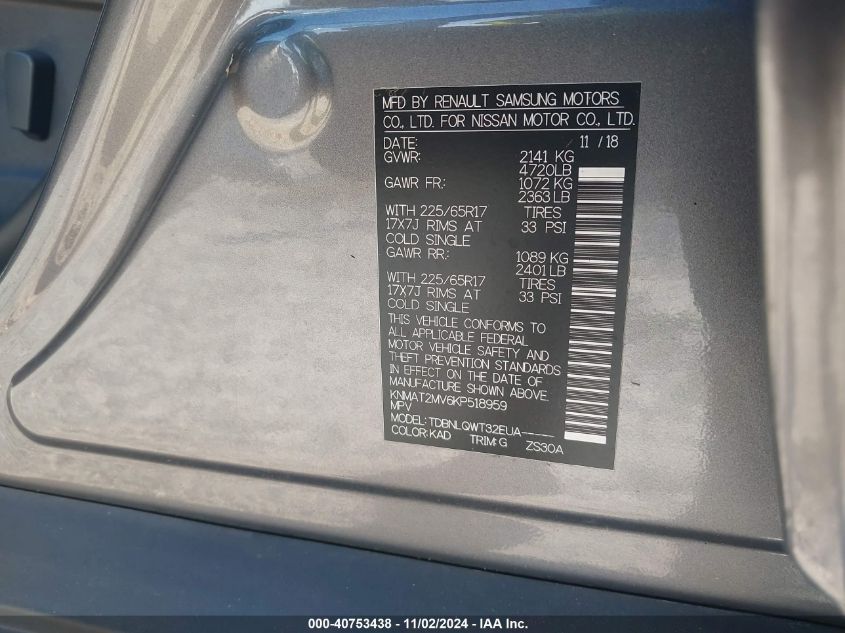 MFD BY RENAULT SAMSUNG MOTORS
CO., LTD. FOR NISSAN MOTOR CO., LTD.
DATE: 11 / 18
GVWR: 2141 KG
4720LB
GAWR FR: 1072 KG
2363 LB
WITH 225/65R17 TIRES
17X7J RIMS AT 33 PSI
COLD SINGLE
GAWR RR: 1089 KG
2401 LB
WITH 225/65R17 TIRES
17X7J RIMS AT 33 PSI
COLD SINGLE
THIS VEHICLE CONFORMS TO
ALL APPLICABLE FEDERAL
MOTOR VEHICLE SAFETY AND
THEFT PREVENTION STANDARDS
IN EFFECT ON THE DATE OF
MANUFACTURE SHOWN ABOVE.
KNMAT2MV6KP518959
MPV
MODEL: TDBNLQWT32EUA-----
COLOR: KAD TRIM: G ZS30A
000-40753438 - 11/02/2024 - IAA Inc.